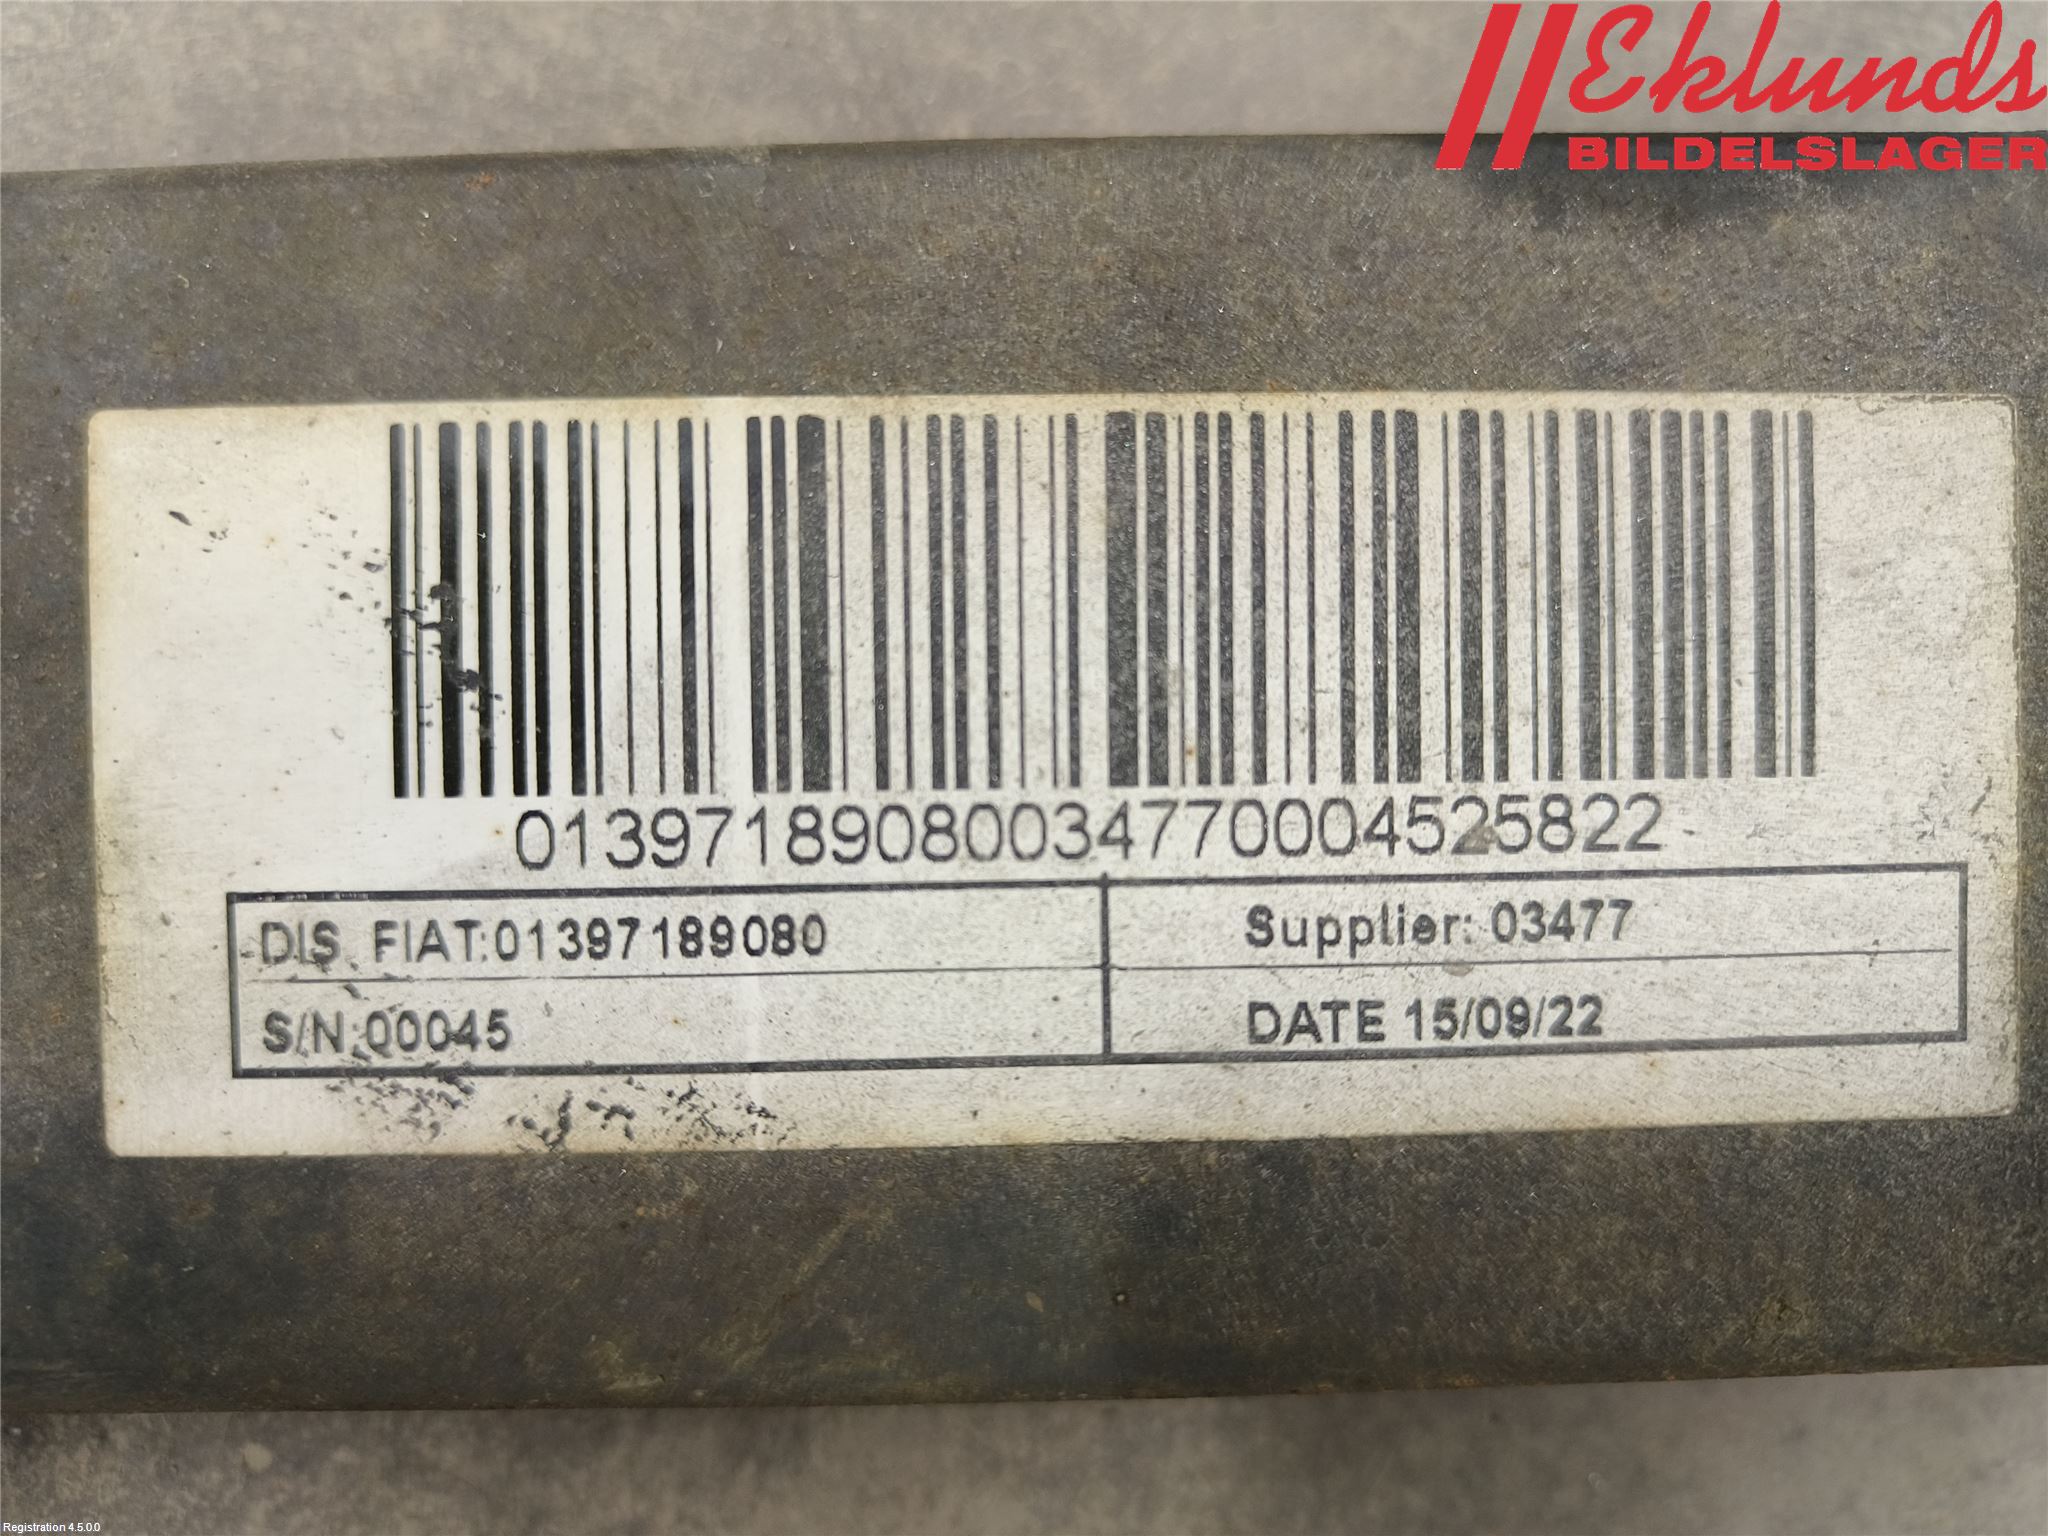 Eklunds
BILDELSLAGER
01397189080034770004525822
DIS. FIAT:01397189080
Supplier: 03477
S/N:00045
DATE 15/09/22
Registration 4.5.0.0